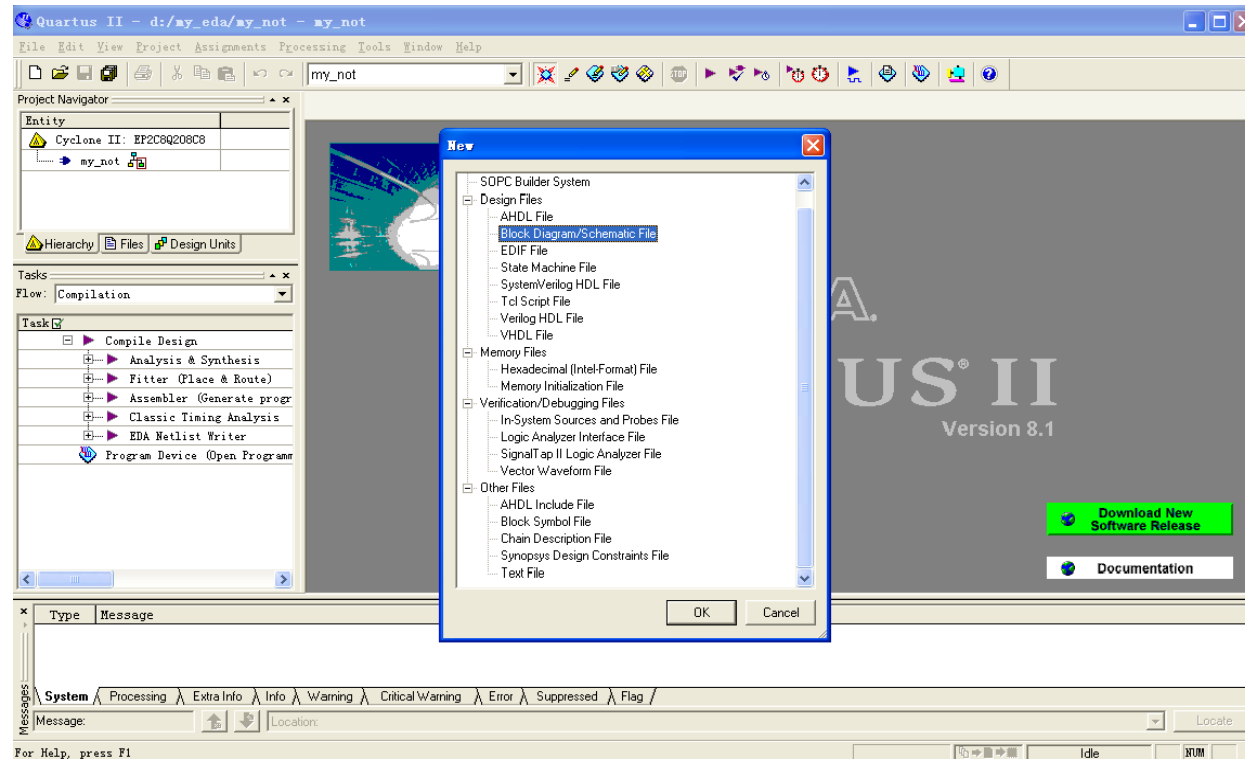 Quartus II - d:/my_eda/my_not - my_not
File Edit View Project Assignments Processing Tools Window Help
my_not
STOP
Project Navigator
Entity
Cyclone II: EP2C8Q208C8
my_not
Hierarchy Files Design Units
Tasks
Flow: Compilation
Task
Compile Design
Analysis & Synthesis
Fitter (Place & Route)
Assembler (Generate progr
Classic Timing Analysis
EDA Netlist Writer
Program Device (Open Programm
New
SOPC Builder System
Design Files
AHDL File
Block Diagram/Schematic File
EDIF File
State Machine File
SystemVerilog HDL File
Tcl Script File
Verilog HDL File
VHDL File
Memory Files
Hexadecimal (Intel-Format) File
Memory Initialization File
Verification/Debugging Files
In-System Sources and Probes File
Logic Analyzer Interface File
SignalTap II Logic Analyzer File
Vector Waveform File
Other Files
AHDL Include File
Block Symbol File
Chain Description File
Synopsys Design Constraints File
Text File
OK Cancel
A.
US® II
Version 8.1
Download New
Software Release
Documentation
Type Message
System Processing Extra Info Info Warning Critical Warning Error Suppressed Flag
Messages
Message: Location: Locate
For Help, press F1 Idle NUM